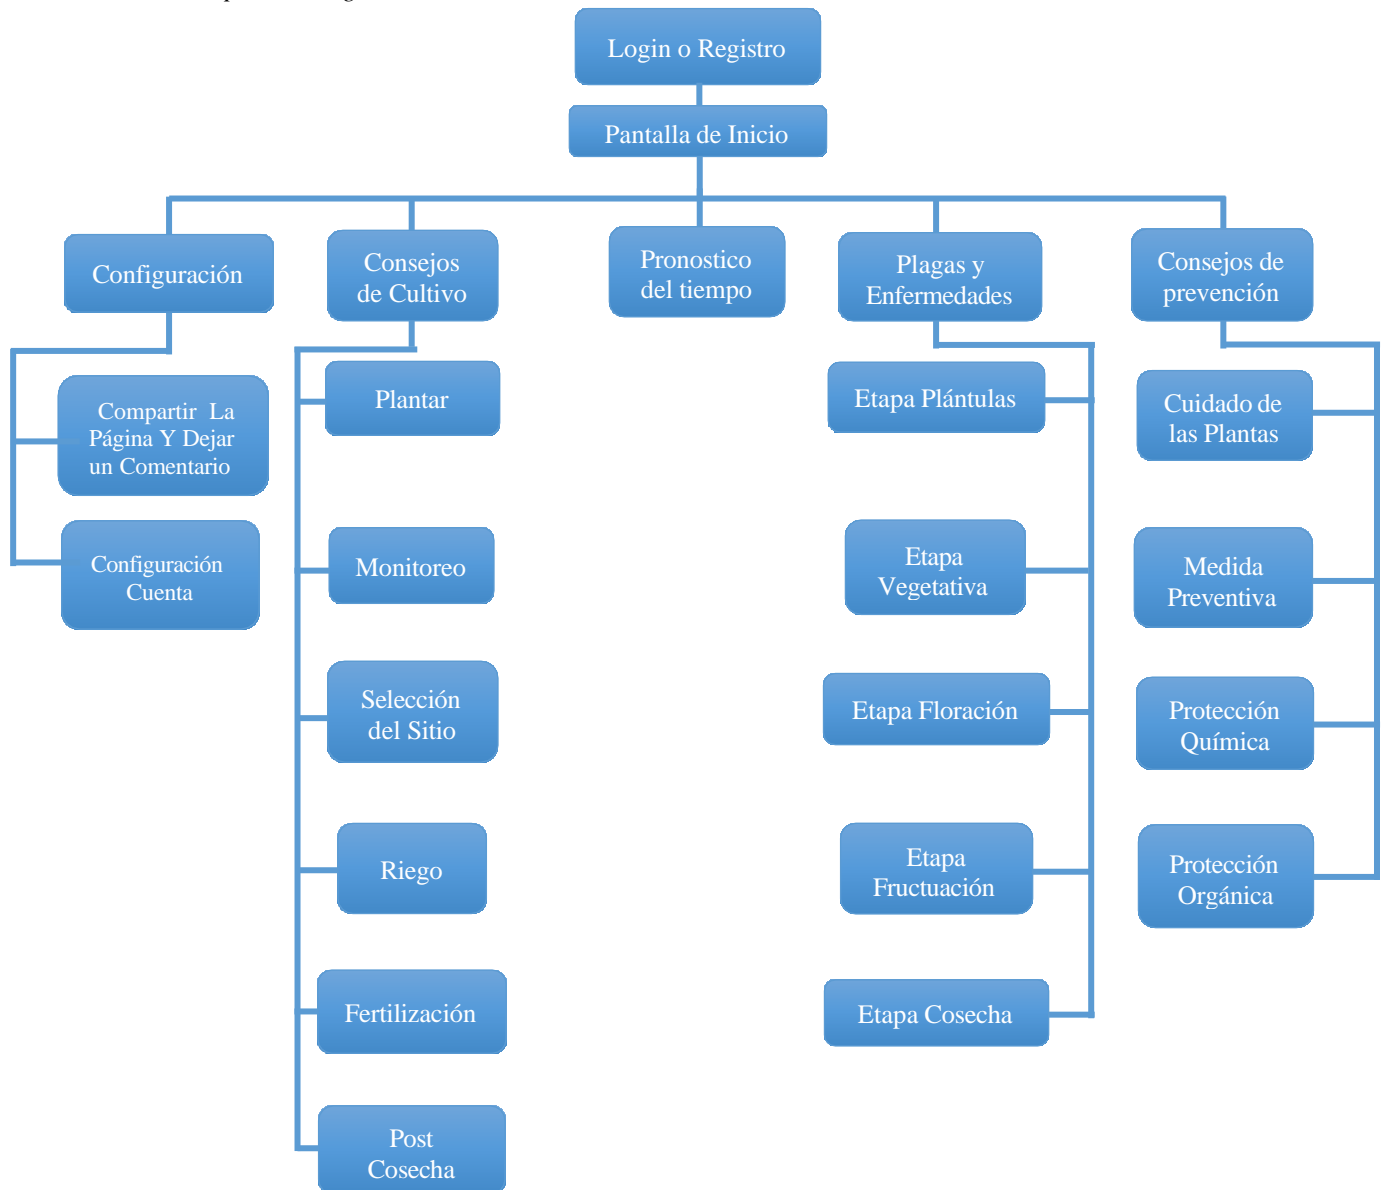 Login o Registro
Pantalla de Inicio
Configuración
Consejos
de Cultivo
Pronostico
del tiempo
Plagas y
Enfermedades
Consejos de
prevención
Compartir La
Página Y Dejar
un Comentario
Configuración
Cuenta
Plantar
Monitoreo
Selección
del Sitio
Riego
Fertilización
Post
Cosecha
Etapa Plántulas
Etapa
Vegetativa
Etapa Floración
Etapa
Fructuación
Etapa Cosecha
Cuidado de
las Plantas
Medida
Preventiva
Protección
Química
Protección
Orgánica